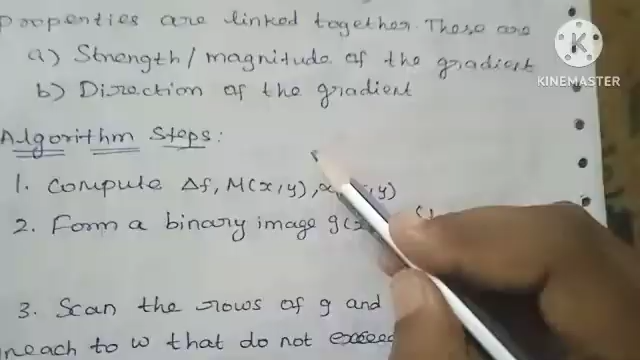 properties are linked together. These are
a) Strength/magnitude of the gradient
KINEMASTER
b) Direction of the gradient
Algorithm Steps:
1. Compute Δf, M(x,y), α(x,y)
2. Form a binary image g(
3. Scan the rows of g and
each to w that do not exceed